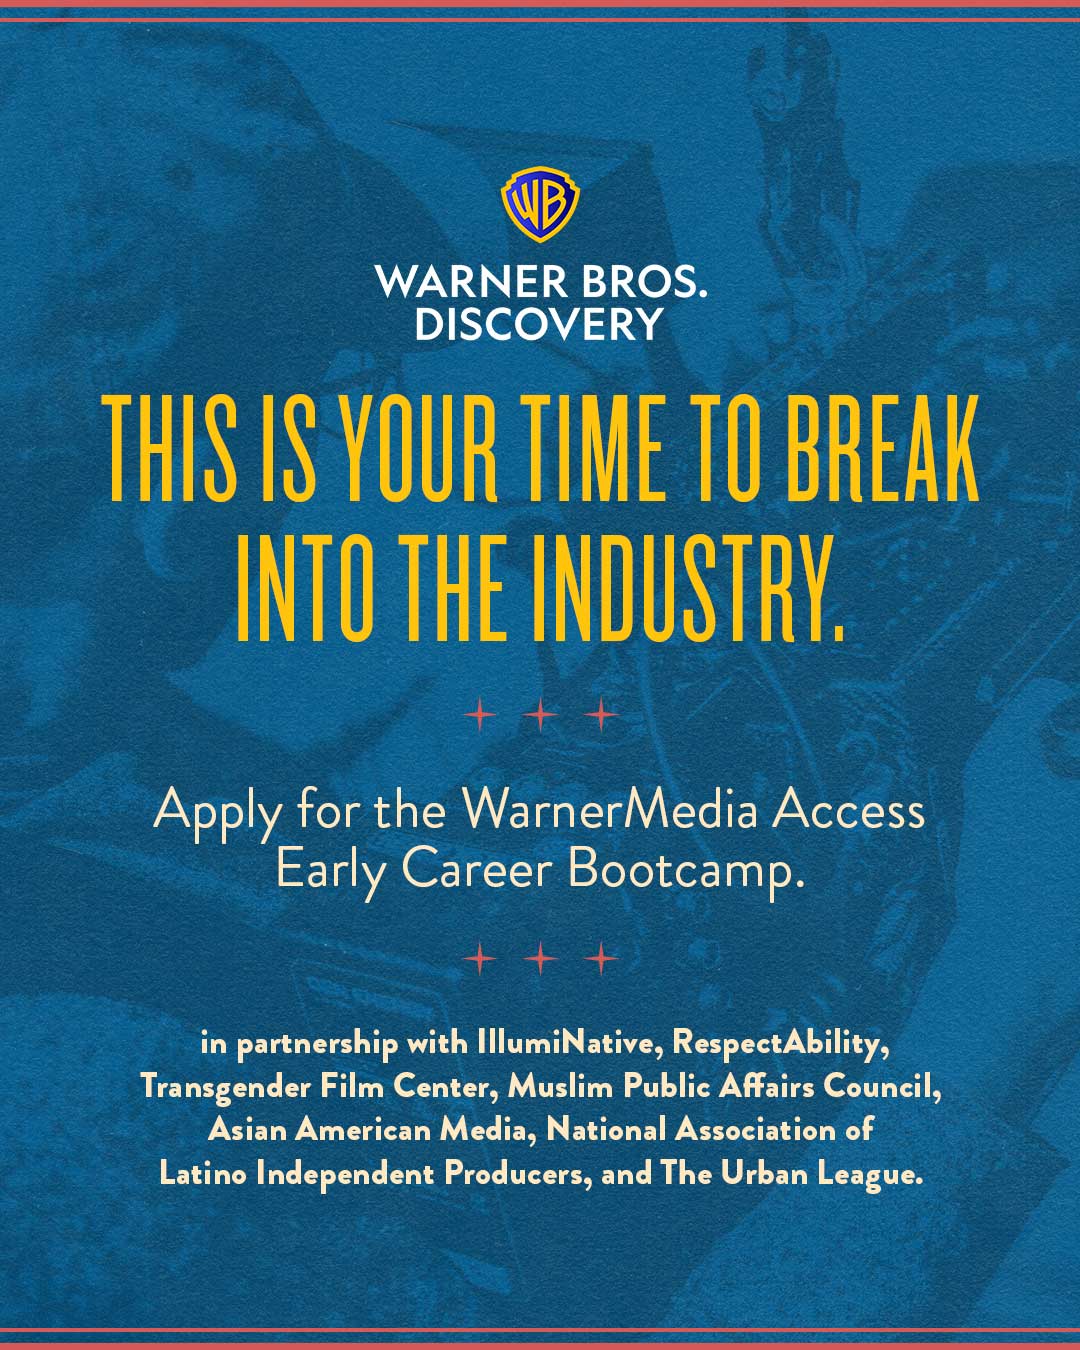 WB
WARNER BROS.
DISCOVERY
THIS IS YOUR TIME TO BREAK
INTO THE INDUSTRY.
Apply for the WarnerMedia Access
Early Career Bootcamp.
in partnership with IllumiNative, RespectAbility,
Transgender Film Center, Muslim Public Affairs Council,
Asian American Media, National Association of
Latino Independent Producers, and The Urban League.